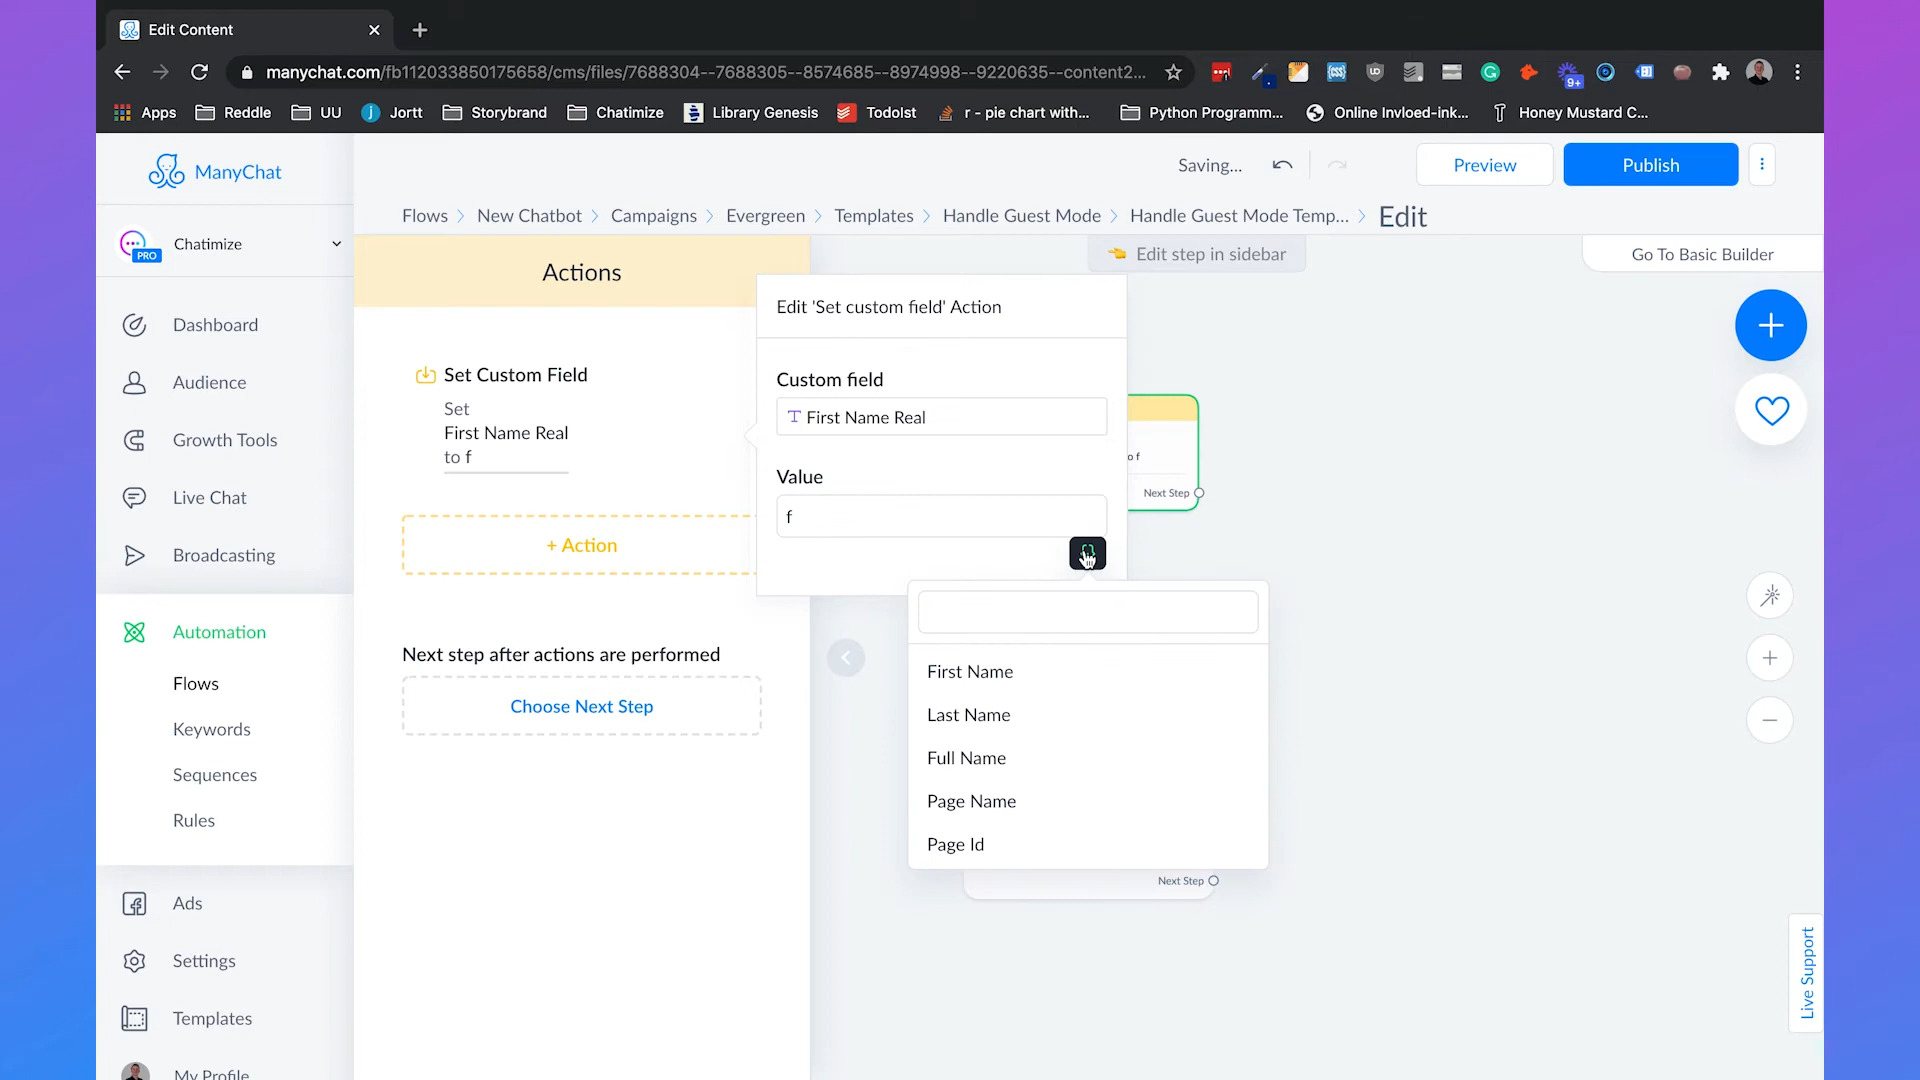 Edit Content
manychat.com/fb112033850175658/cms/files/7688304--7688305--8574685--8974998--9220635--content2...
9+
Apps
Reddle
UU
Jortt
Storybrand
Chatimize
Library Genesis
TodoIst
r - pie chart with...
Python Programm...
Online Invloed-ink...
Honey Mustard C...
ManyChat
Saving...
Preview
Publish
Flows
New Chatbot
Campaigns
Evergreen
Templates
Handle Guest Mode
Handle Guest Mode Temp...
Edit
PRO
Chatimize
Actions
Edit step in sidebar
Go To Basic Builder
Dashboard
Audience
Growth Tools
Live Chat
Broadcasting
Automation
Flows
Keywords
Sequences
Rules
Ads
Settings
Templates
My Profile
Set Custom Field
Set
First Name Real
to f
+ Action
Next step after actions are performed
Choose Next Step
Edit 'Set custom field' Action
Custom field
First Name Real
Value
f
o f
Next Step
First Name
Last Name
Full Name
Page Name
Page Id
Next Step
Live Support